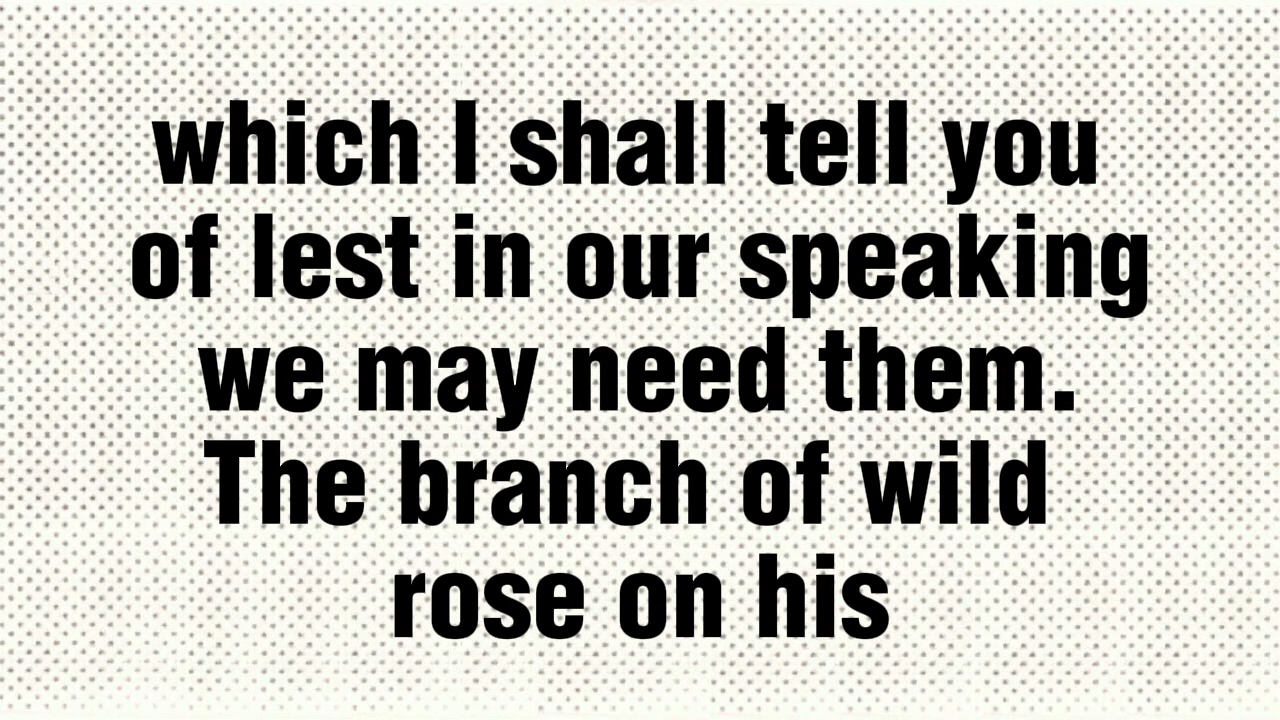 which I shall tell you
of lest in our speaking
we may need them.
The branch of wild
rose on his